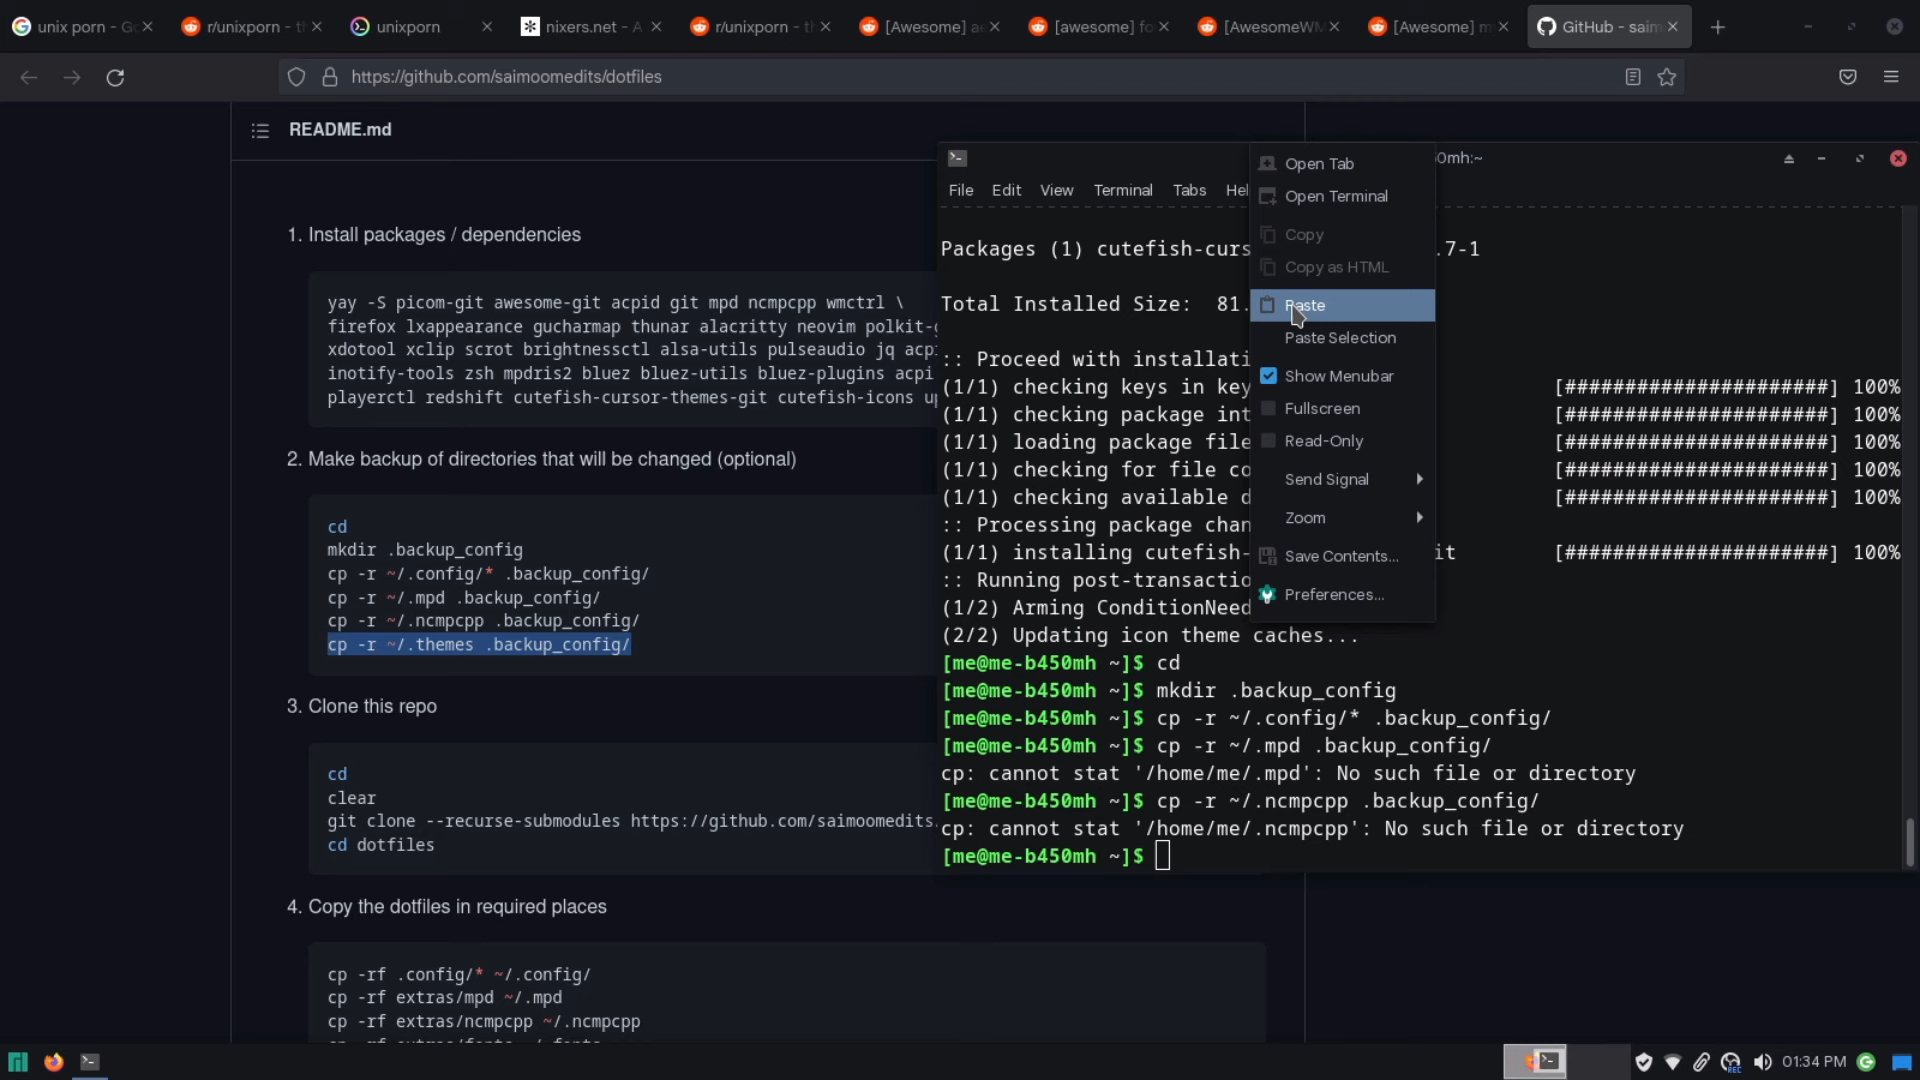 unix porn - Go
r/unixporn - th
unixporn
nixers.net - A
r/unixporn - th
[Awesome] ae
[awesome] fo
[AwesomeWM
[Awesome] m
GitHub - saim
https://github.com/saimoomedits/dotfiles
README.md
1. Install packages / dependencies
yay -S picom-git awesome-git acpid git mpd ncmpcpp wmctrl \
firefox lxappearance gucharmap thunar alacritty neovim polkit-g
xdotool xclip scrot brightnessctl alsa-utils pulseaudio jq acpi
inotify-tools zsh mpdris2 bluez bluez-utils bluez-plugins acpi
playerctl redshift cutefish-cursor-themes-git cutefish-icons up
2. Make backup of directories that will be changed (optional)
cd
mkdir .backup_config
cp -r ~/.config/* .backup_config/
cp -r ~/.mpd .backup_config/
cp -r ~/.ncmpcpp .backup_config/
cp -r ~/.themes .backup_config/
3. Clone this repo
cd
clear
git clone --recurse-submodules https://github.com/saimoomedits.
cd dotfiles
4. Copy the dotfiles in required places
cp -rf .config/* ~/.config/
cp -rf extras/mpd ~/.mpd
cp -rf extras/ncmpcpp ~/.ncmpcpp
0mh:~
File Edit View Terminal Tabs Hel
Packages (1) cutefish-curs .7-1
Total Installed Size: 81.
:: Proceed with installati
(1/1) checking keys in key [######################] 100%
(1/1) checking package int [######################] 100%
(1/1) loading package file [######################] 100%
(1/1) checking for file co [######################] 100%
(1/1) checking available d [######################] 100%
:: Processing package chan
(1/1) installing cutefish- it [######################] 100%
:: Running post-transactio
(1/2) Arming ConditionNeed
(2/2) Updating icon theme caches...
[me@me-b450mh ~]$ cd
[me@me-b450mh ~]$ mkdir .backup_config
[me@me-b450mh ~]$ cp -r ~/.config/* .backup_config/
[me@me-b450mh ~]$ cp -r ~/.mpd .backup_config/
cp: cannot stat '/home/me/.mpd': No such file or directory
[me@me-b450mh ~]$ cp -r ~/.ncmpcpp .backup_config/
cp: cannot stat '/home/me/.ncmpcpp': No such file or directory
[me@me-b450mh ~]$
Open Tab
Open Terminal
Copy
Copy as HTML
Paste
Paste Selection
Show Menubar
Fullscreen
Read-Only
Send Signal
Zoom
Save Contents...
Preferences...
REC
01:34 PM